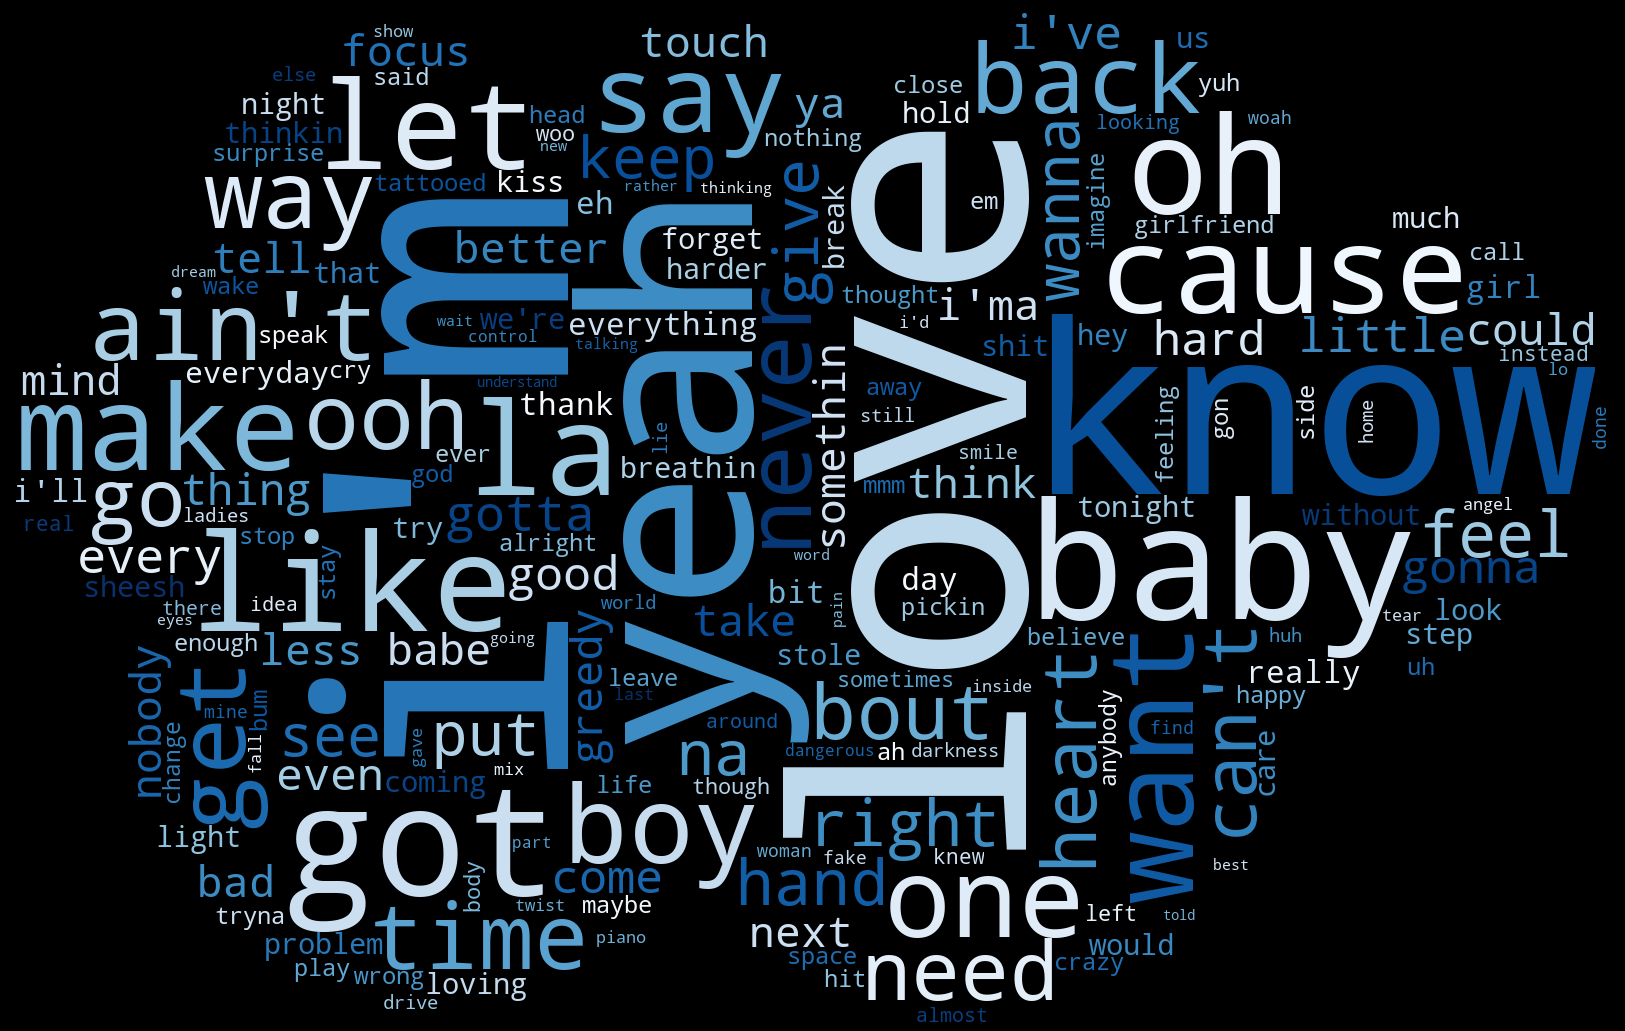 show
focus
else
said
night
thinkin
surprise
let
head
woo
new
touch
say
ya
nothing
keep
close
hold
back
i've
us
yuh
looking
woah
wanna
imagine
oh
way
tattooed
kiss
rather
thinking
eh
em
girlfriend
much
tell
that
dream
wake
better
forget
harder
give
break
cause
call
girl
ain't
speak
i'm
wait
we're
control
everything
talking
yeah
never
thought
i'd
i'ma
shit
hey
hard
little
could
instead
lo
mind
everyday
cry
understand
away
still
love
know
make
ooh
la
thank
somethin
smile
feeling
gon
side
home
done
i'll
go
thing
ladies
ever
god
lie
breathin
mmm
think
tonight
without
angel
real
stop
try
gotta
alright
word
baby
feel
every
sheesh
like
stay
good
world
bit
day
pickin
pain
gonna
there
eyes
idea
enough
less
babe
going
greedy
take
stole
believe
huh
tear
look
step
nobody
get
mine
bum
see
leave
last
around
sometimes
inside
really
uh
happy
change
fall
even
put
gave
mix
coming
na
bout
dangerous
ah
darkness
heart
anybody
want
find
can't
care
light
got
boy
life
though
right
part
woman
fake
knew
best
bad
tryna
body
come
twist
maybe
hand
one
left
told
problem
time
piano
next
space
would
play
wrong
loving
drive
hit
need
crazy
almost